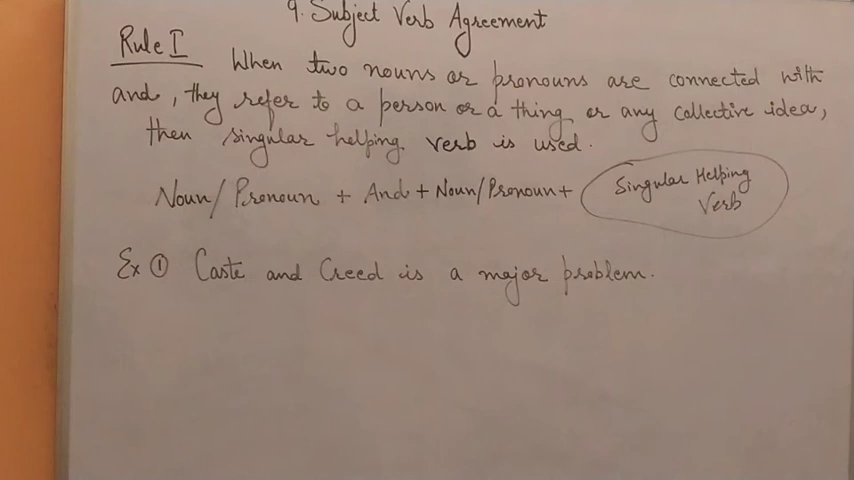 9. Subject Verb Agreement
Rule I When two nouns or pronouns are connected with
and, they refer to a person or a thing or any collective idea,
then singular helping verb is used.
Noun/Pronoun + And + Noun/Pronoun + Singular Helping Verb
Ex ① Caste and Creed is a major problem.